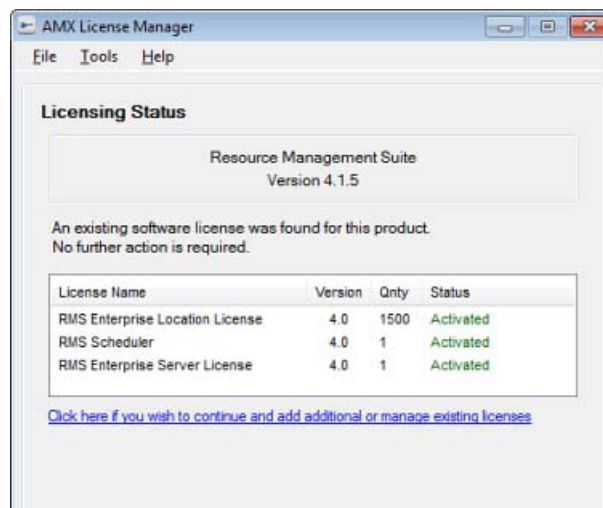 AMX License Manager
File Tools Help
Licensing Status
Resource Management Suite
Version 4.1.5
An existing software license was found for this product.
No further action is required.
License Name Version Qnty Status
RMS Enterprise Location License 4.0 1500 Activated
RMS Scheduler 4.0 1 Activated
RMS Enterprise Server License 4.0 1 Activated
Click here if you wish to continue and add additional or manage existing licenses